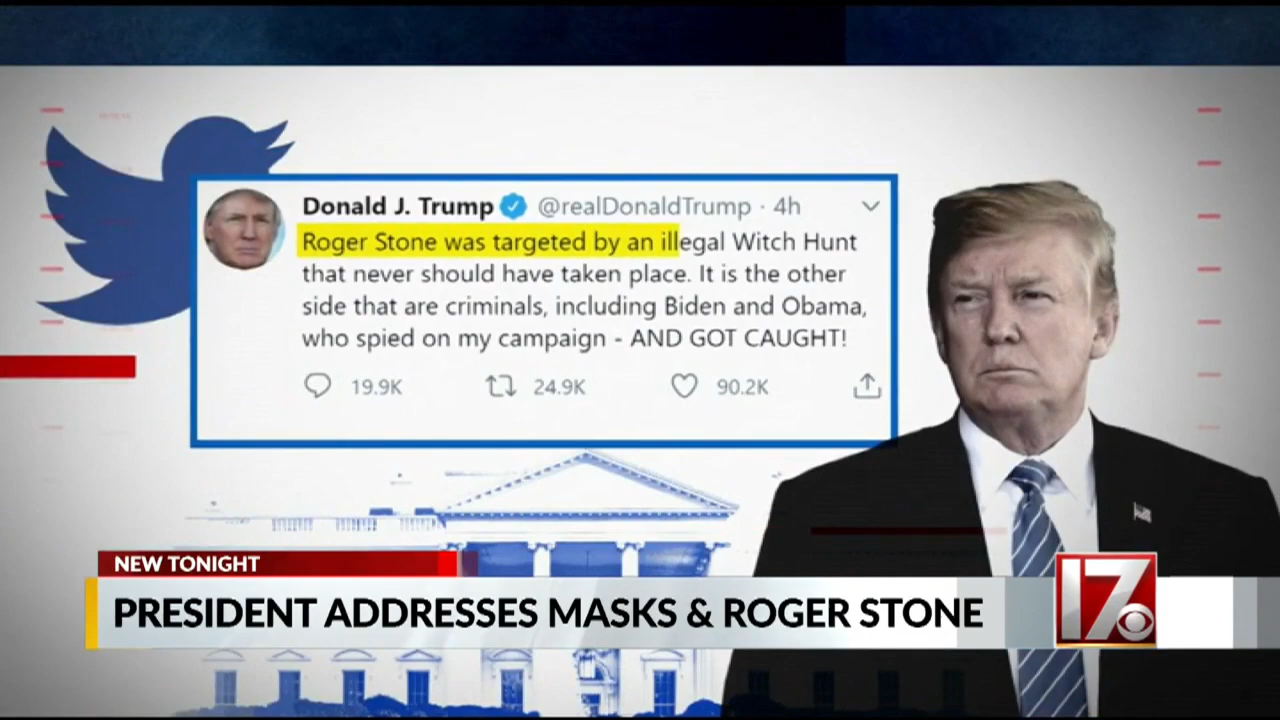 Donald J. Trump @realDonaldTrump · 4h
Roger Stone was targeted by an illegal Witch Hunt
that never should have taken place. It is the other
side that are criminals, including Biden and Obama,
who spied on my campaign - AND GOT CAUGHT!
19.9K 24.9K 90.2K
NEW TONIGHT
PRESIDENT ADDRESSES MASKS & ROGER STONE
17